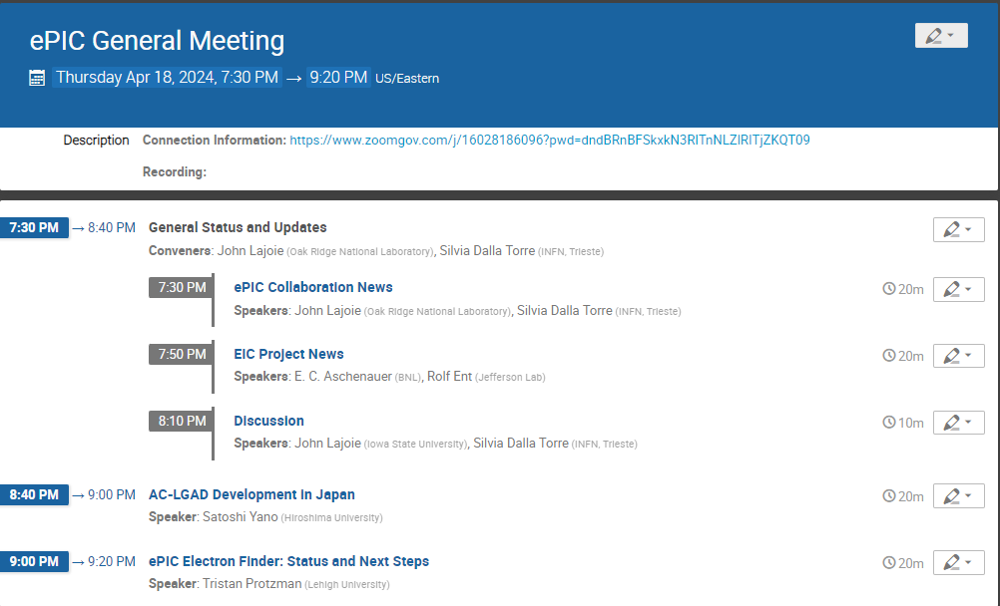 ePIC General Meeting
Thursday Apr 18, 2024, 7:30 PM → 9:20 PM US/Eastern
Description Connection Information: https://www.zoomgov.com/j/16028186096?pwd=dndBRnBFSkxkN3RITnNLZlRITjZKQT09
Recording:
7:30 PM → 8:40 PM General Status and Updates
Conveners: John Lajoie (Oak Ridge National Laboratory), Silvia Dalla Torre (INFN, Trieste)
7:30 PM ePIC Collaboration News 20m
Speakers: John Lajoie (Oak Ridge National Laboratory), Silvia Dalla Torre (INFN, Trieste)
7:50 PM EIC Project News 20m
Speakers: E. C. Aschenauer (BNL), Rolf Ent (Jefferson Lab)
8:10 PM Discussion 10m
Speakers: John Lajoie (Iowa State University), Silvia Dalla Torre (INFN, Trieste)
8:40 PM → 9:00 PM AC-LGAD Development in Japan 20m
Speaker: Satoshi Yano (Hiroshima University)
9:00 PM → 9:20 PM ePIC Electron Finder: Status and Next Steps 20m
Speaker: Tristan Protzman (Lehigh University)